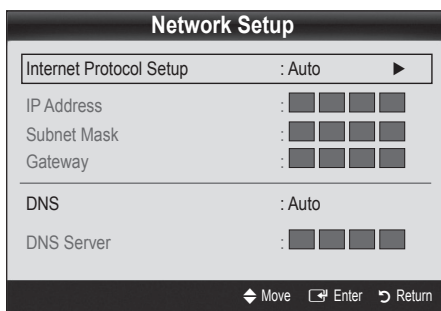 Network Setup
Internet Protocol Setup : Auto ▶
IP Address :
Subnet Mask :
Gateway :
DNS : Auto
DNS Server :
Move Enter Return